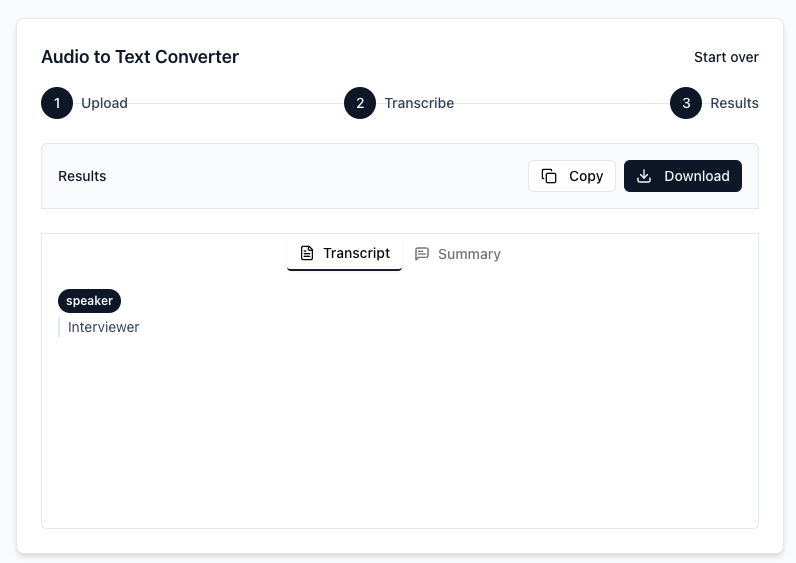 Audio to Text Converter
Start over
1 Upload
2 Transcribe
3 Results
Results
Copy
Download
Transcript
Summary
speaker
Interviewer